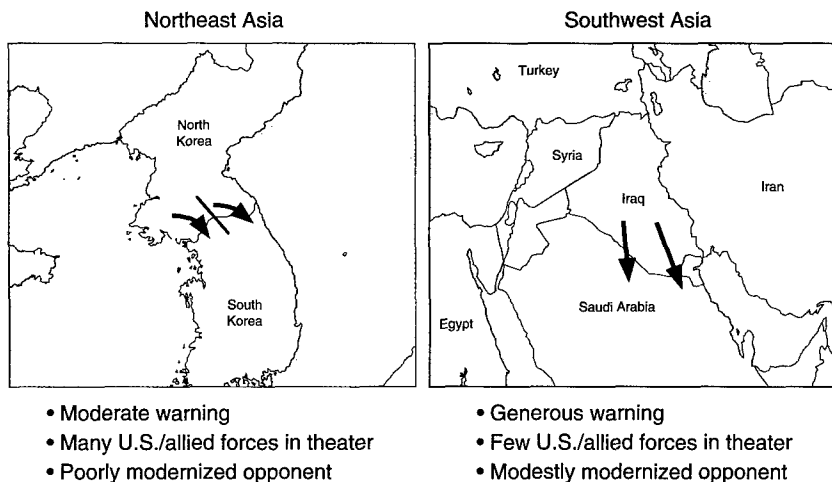 Northeast Asia
North
Korea
South
Korea
• Moderate warning
• Many U.S./allied forces in theater
• Poorly modernized opponent
Southwest Asia
Turkey
Syria
Iraq
Iran
Saudi Arabia
Egypt
• Generous warning
• Few U.S./allied forces in theater
• Modestly modernized opponent